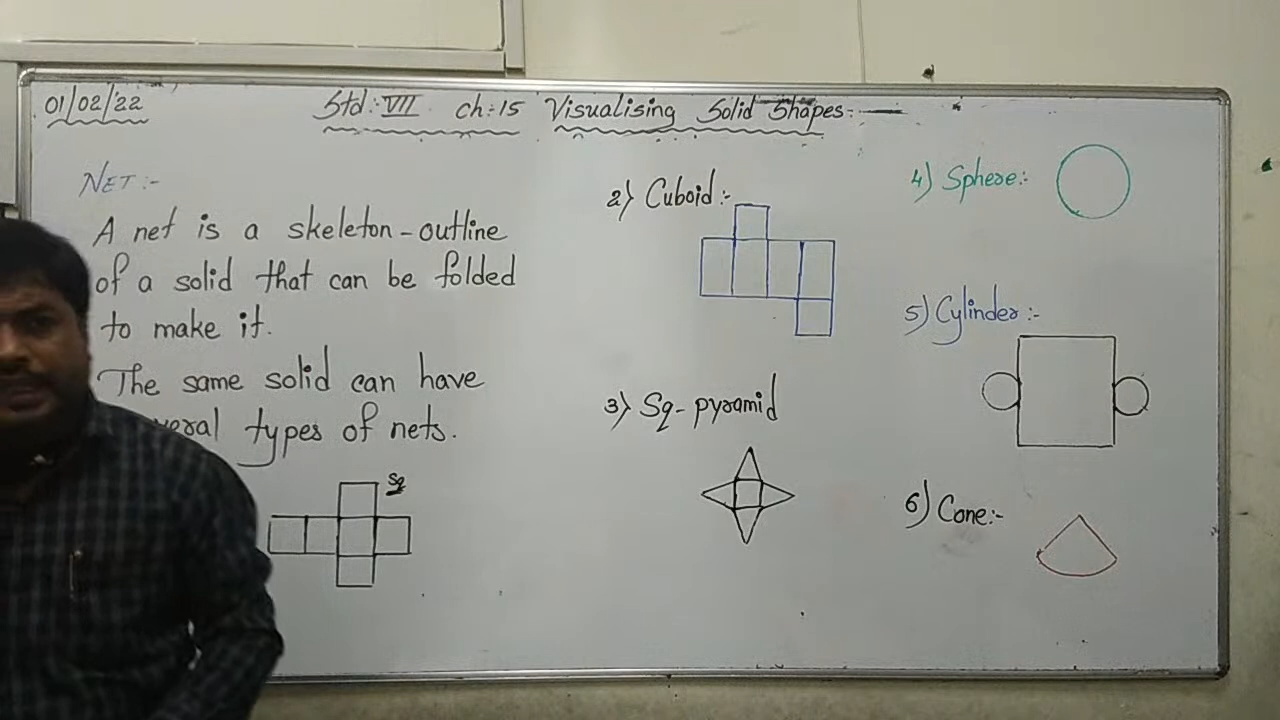 01/02/22
Std: VII ch:15 Visualising Solid Shapes:-
NET:-
A net is a skeleton-outline
of a solid that can be folded
to make it.
The same solid can have
types of nets.
Sq
2) Cuboid:-
3) Sq-pyramid
4) Sphere:-
5) Cylinder:-
6) Cone:-